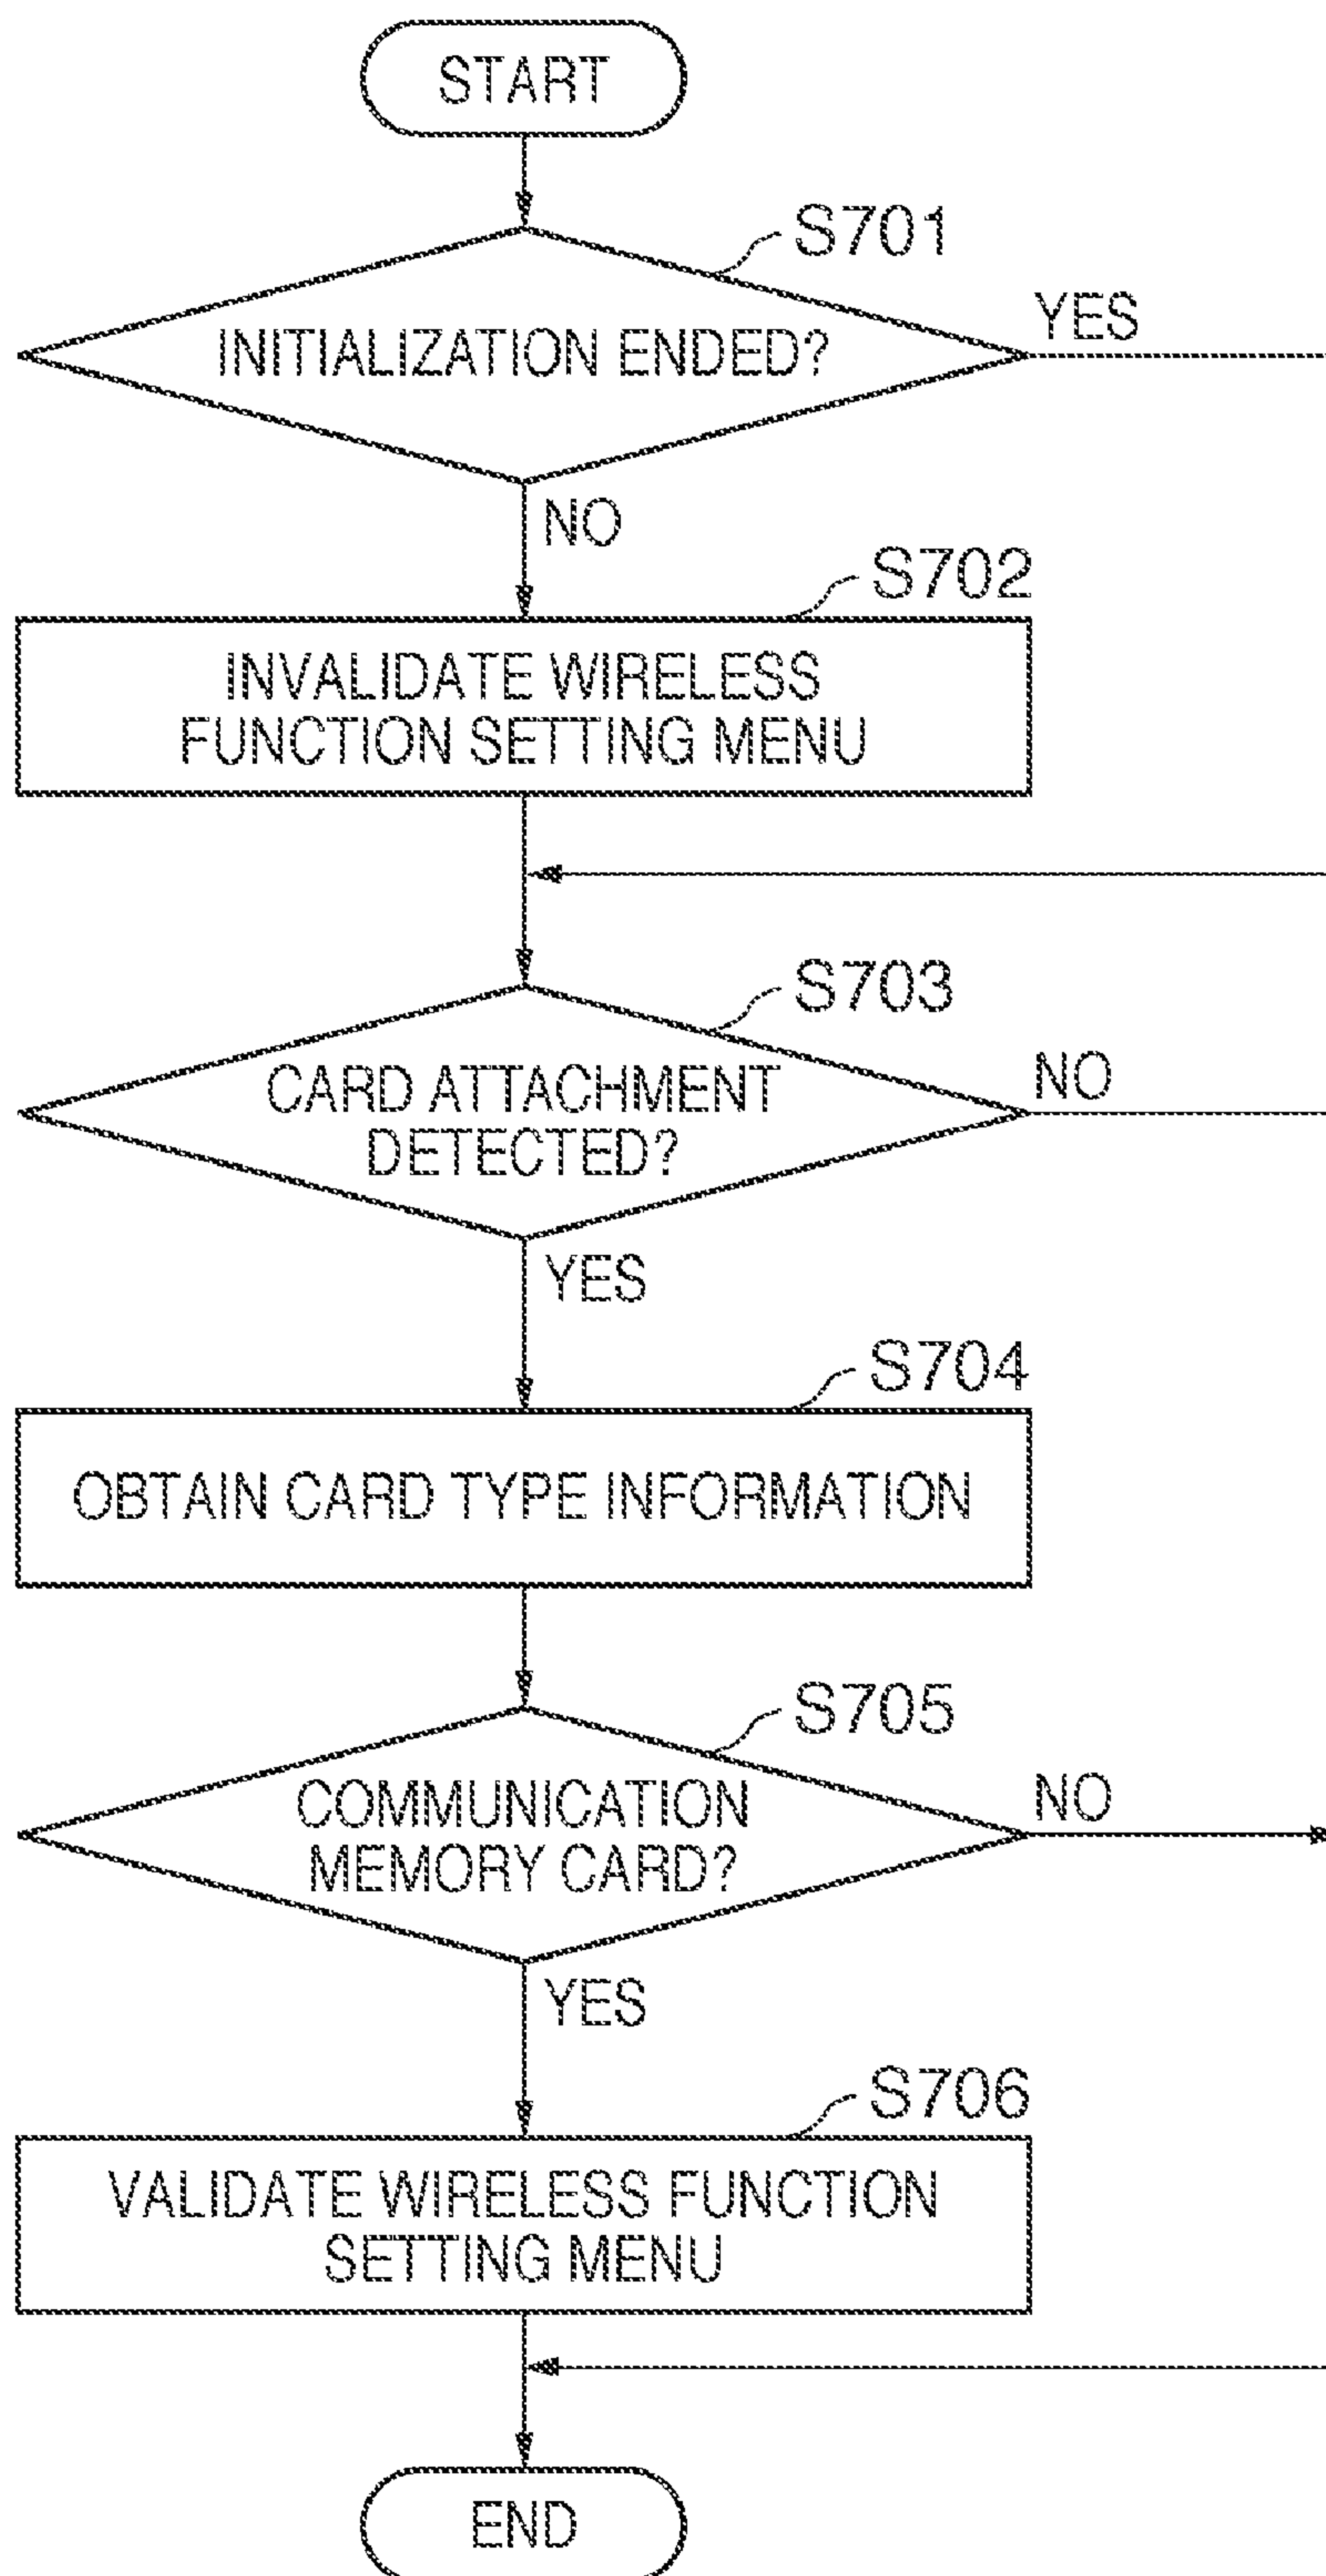 START
S701
INITIALIZATION ENDED?
YES
NO
S702
INVALIDATE WIRELESS
FUNCTION SETTING MENU
S703
CARD ATTACHMENT
DETECTED?
NO
YES
S704
OBTAIN CARD TYPE INFORMATION
S705
COMMUNICATION
MEMORY CARD?
NO
YES
S706
VALIDATE WIRELESS FUNCTION
SETTING MENU
END